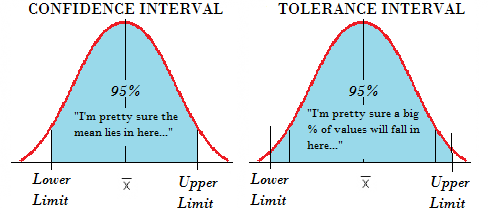 CONFIDENCE INTERVAL
95%
"I'm pretty sure the
mean lies in here..."
Lower
Limit
x̄
Upper
Limit
TOLERANCE INTERVAL
95%
"I'm pretty sure a big
% of values will fall in
here..."
Lower
Limit
x̄
Upper
Limit